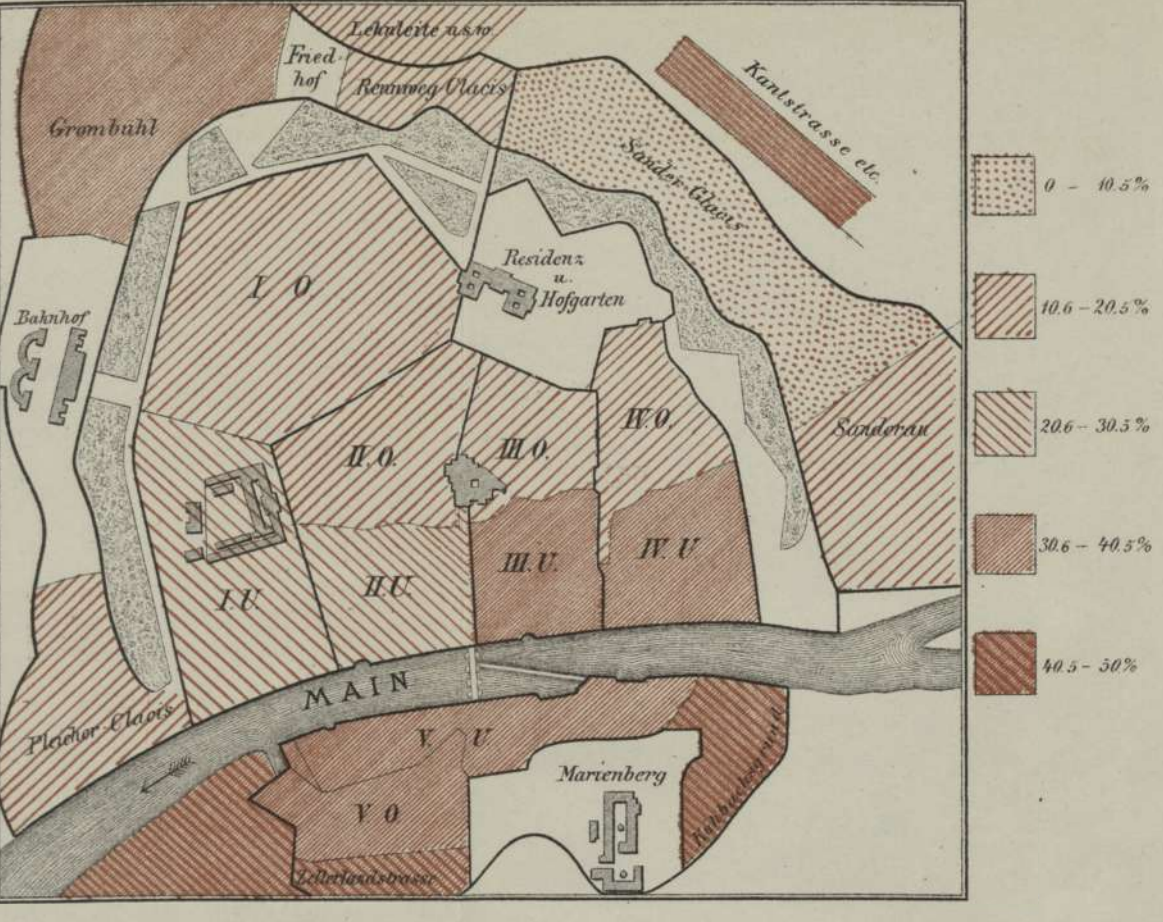 Lehnleite u.s.w.
Fried-
hof
Rennweg Glacis
Grombühl
Kantstrasse etc.
Sander-Glacis
0 - 10.5%
10.6 - 20.5%
20.6 - 30.5%
30.6 - 40.5%
40.5 - 50%
Residenz
u.
Hofgarten
I O
Bahnhof
II. O.
III. O.
IV. O.
Sanderau
I. U.
II. U.
III. U.
IV. U
MAIN
Pleicher-Glacis
V. U.
V O
Marienberg
Zellerlandstrasse